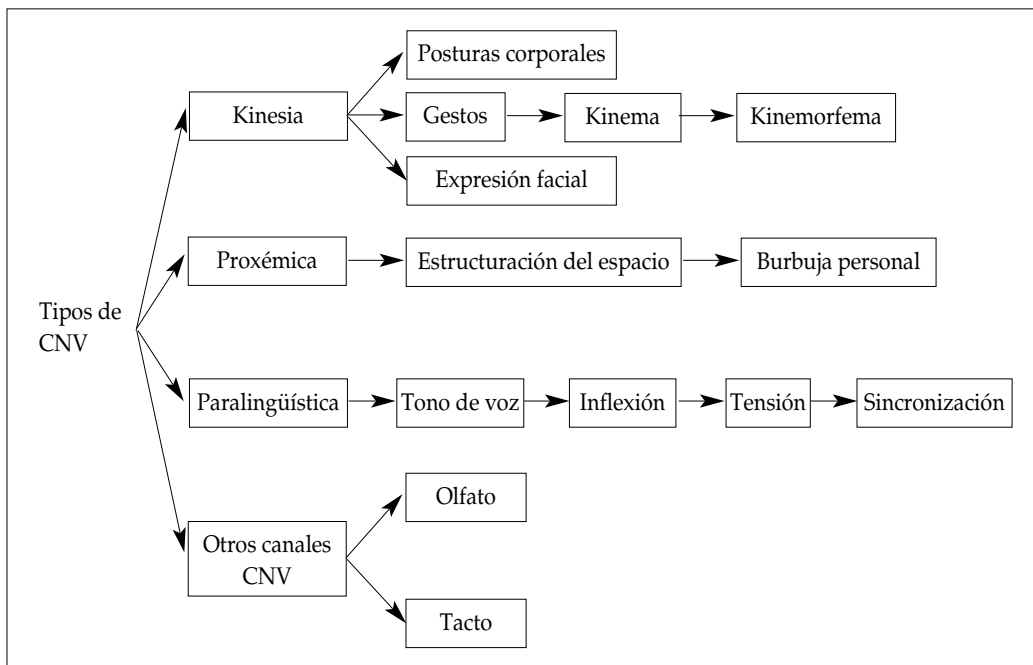 Posturas corporales
Kinesia
Gestos
Kinema
Kinemorfema
Expresión facial
Proxémica
Estructuración del espacio
Burbuja personal
Tipos de
CNV
Paralingüística
Tono de voz
Inflexión
Tensión
Sincronización
Olfato
Otros canales
CNV
Tacto